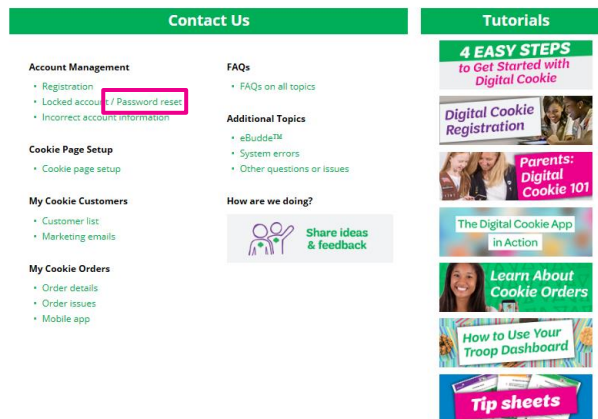 Contact Us
Account Management
• Registration
• Locked account / Password reset
• Incorrect account information
Cookie Page Setup
• Cookie page setup
My Cookie Customers
• Customer list
• Marketing emails
My Cookie Orders
• Order details
• Order issues
• Mobile app
FAQs
• FAQs on all topics
Additional Topics
• eBudde™
• System errors
• Other questions or issues
How are we doing?
Share ideas
& feedback
Tutorials
4 EASY STEPS
to Get Started with
Digital Cookie
Digital Cookie
Registration
Parents:
Digital
Cookie 101
The Digital Cookie App
in Action
Learn About
Cookie Orders
How to Use Your
Troop Dashboard
Tip sheets